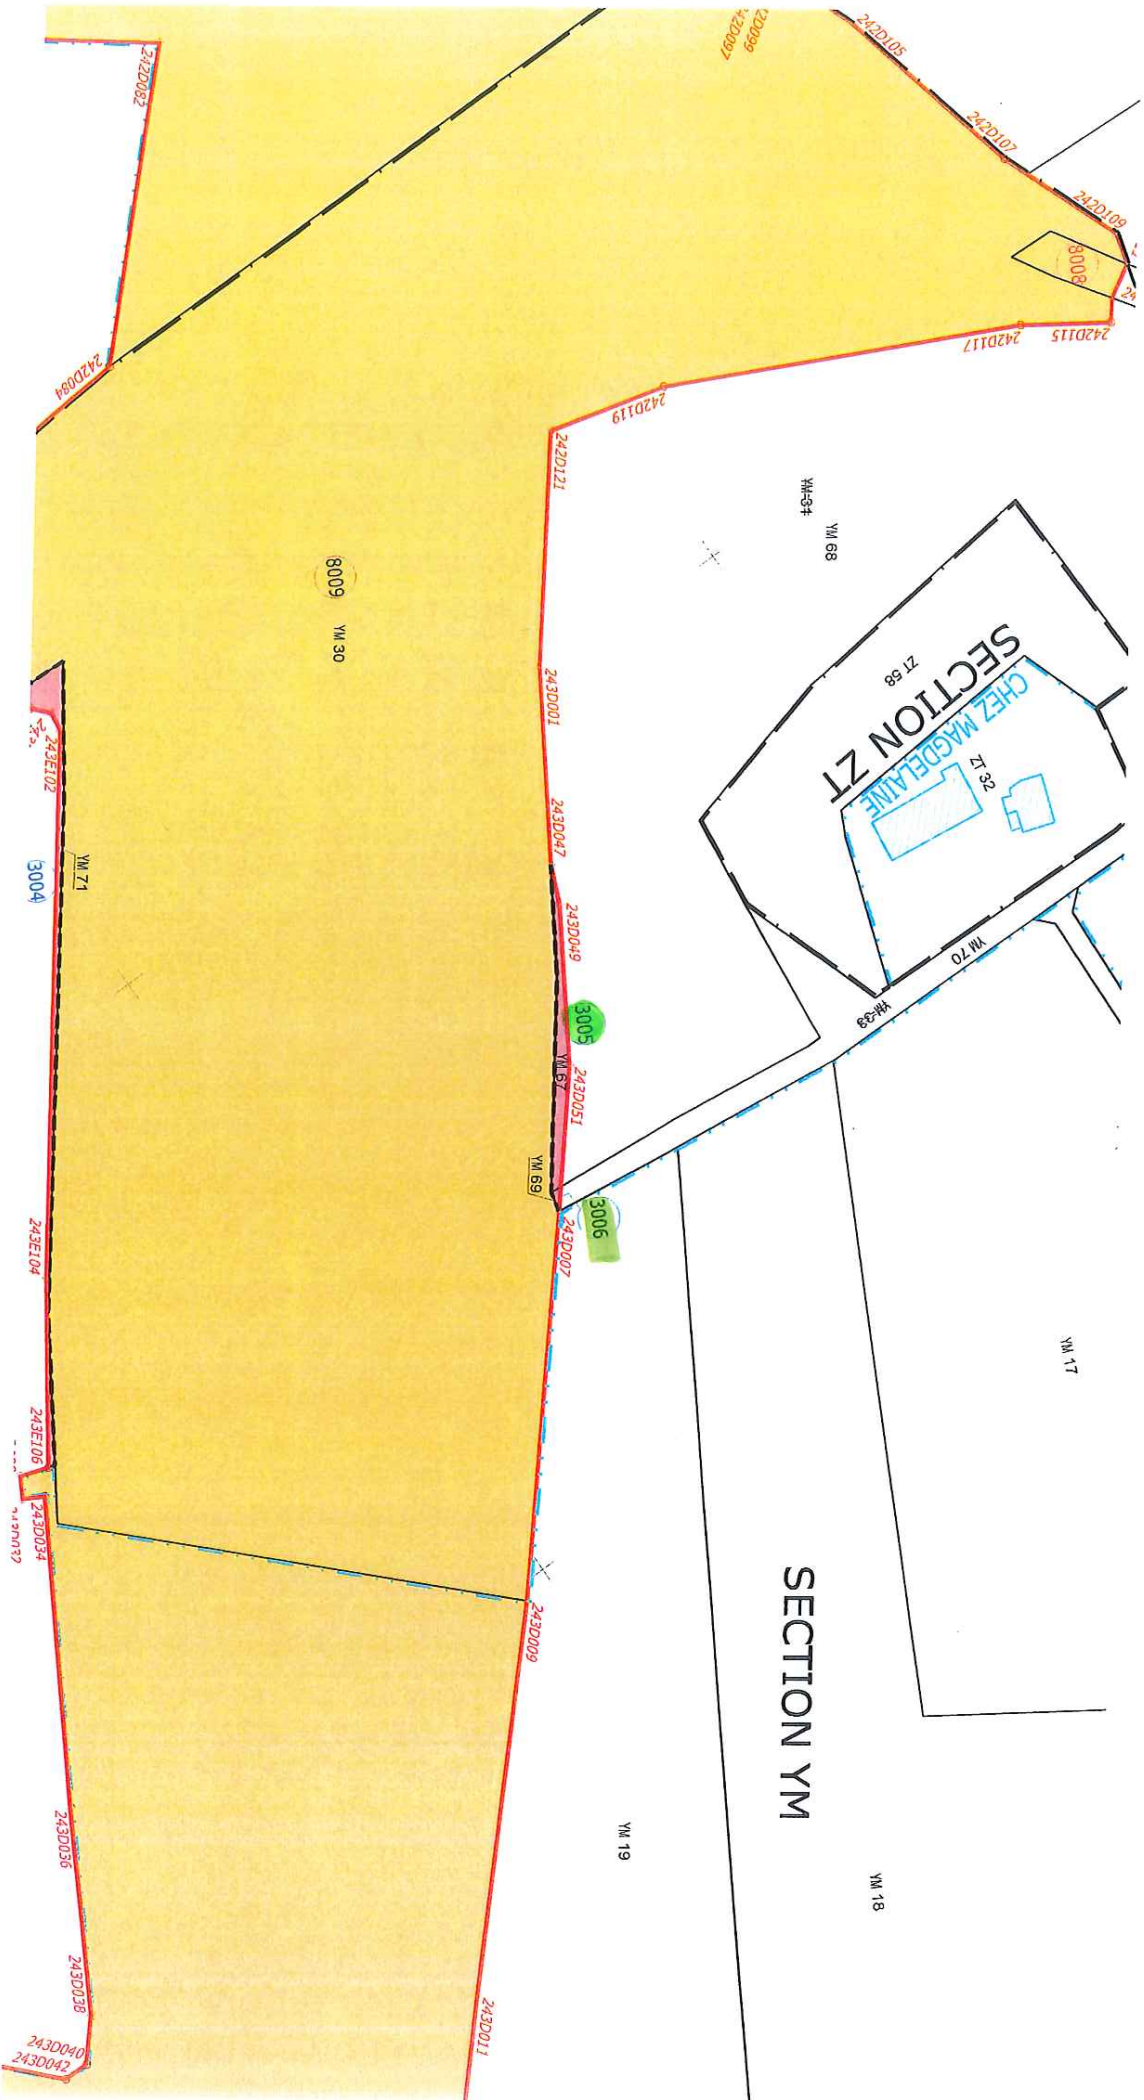 242D105
242D099
242D097
242D082
242D107
242D109
8008
242D115
242D117
242D119
242D084
242D121
YM 34
YM 68
8009
YM 30
SECTION ZT
ZT 58
CHEZ MAGDELAINE
ZT 32
243D001
243E102
3004
YM 71
243D047
243D049
3005
YM 67
243D051
YM 70
YM 33
YM 69
3006
243D007
243E104
243E106
YM 17
243D034
243D032
243D009
SECTION YM
YM 19
YM 18
243D036
243D038
243D011
243D040
243D042